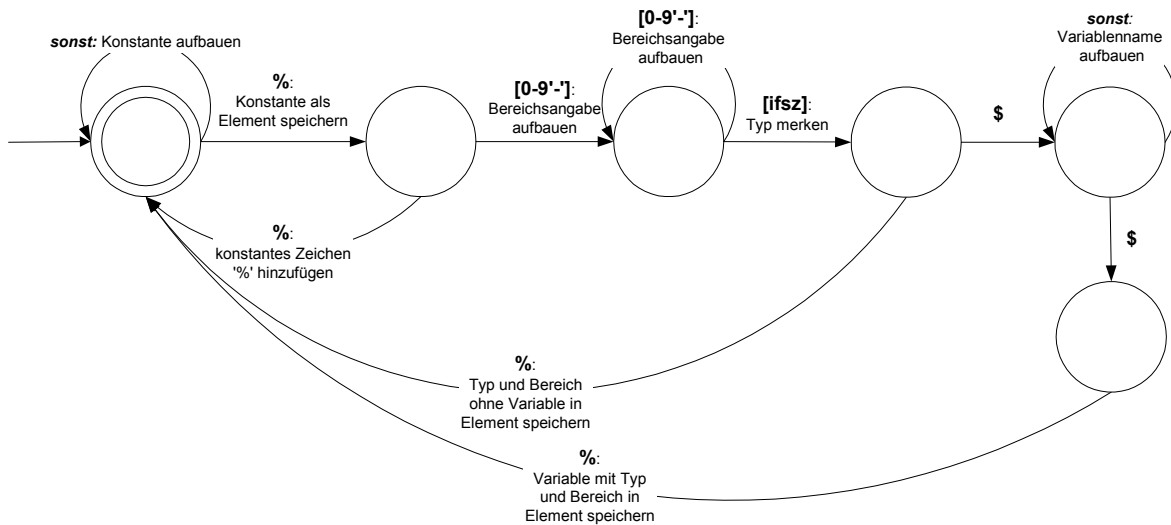 sonst: Konstante aufbauen
%:
Konstante als
Element speichern
[0-9'-']:
Bereichsangabe
aufbauen
[0-9'-']:
Bereichsangabe
aufbauen
[ifsz]:
Typ merken
$
sonst:
Variablenname
aufbauen
%:
konstantes Zeichen
'%' hinzufügen
$
%:
Typ und Bereich
ohne Variable in
Element speichern
%:
Variable mit Typ
und Bereich in
Element speichern